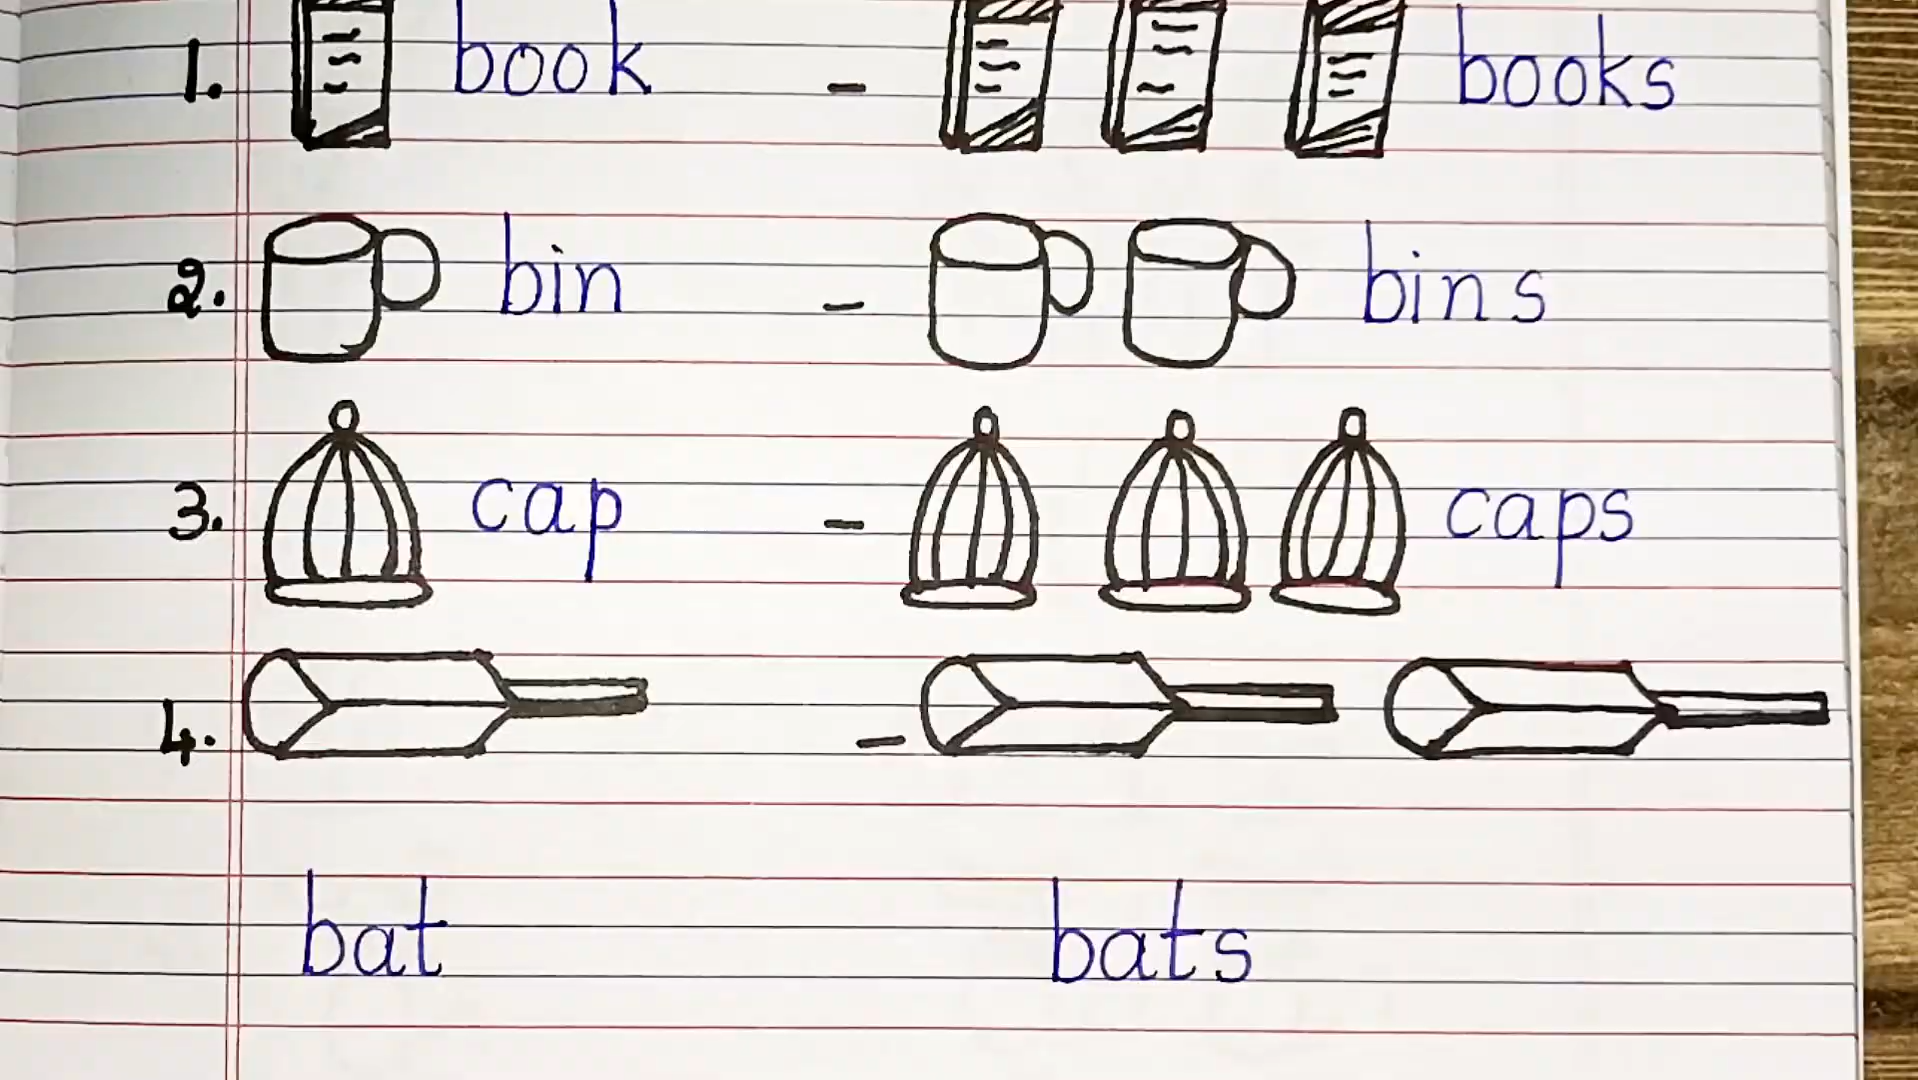 1. book - books
2. bin - bins
3. cap - caps
4. -
bat bats